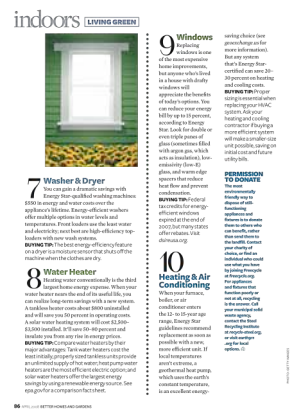 indoors LIVING GREEN
7 Washer & Dryer
You can gain a dramatic savings with
Energy Star-qualified washing machines:
$550 in energy and water costs over the
appliance's lifetime. Energy-efficient washers
offer multiple options in water levels and
temperatures. Front loaders use the least water
and electricity; next best are high-efficiency top-
loaders with new wash systems.
BUYING TIP: The best energy-efficiency feature
on a dryer is a moisture sensor that shuts off the
machine when the clothes are dry.
8 Water Heater
Heating water conventionally is the third
largest home energy expense. When your
water heater nears the end of its usable life, you
can realize long-term savings with a new system.
A tankless heater costs about $800 uninstalled
and will save you 50 percent in operating costs.
A solar water heating system will cost $2,500–
$3,500 installed. It'll save 50–80 percent and
insulate you from any rise in energy prices.
BUYING TIP: Compare water heaters by their
major advantages: Tank water heaters cost the
least initially, properly sized tankless units provide
an unlimited supply of hot water, heat pump water
heaters are the most efficient electric option; and
solar water heaters offer the largest energy
savings by using a renewable energy source. See
epa.gov for a comparison fact sheet.
9 Windows
Replacing
windows is one
of the most expensive
home improvements,
but anyone who's lived
in a house with drafty
windows will
appreciate the benefits
of today's options. You
can reduce your energy
bill by up to 15 percent,
according to Energy
Star. Look for double or
even triple panes of
glass (sometimes filled
with argon gas, which
acts as insulation), low-
emissivity (low-E)
glass, and warm edge
spacers that reduce
heat flow and prevent
condensation.
BUYING TIP: Federal
tax credits for energy-
efficient windows
expired at the end of
2007, but many states
offer rebates. Visit
dsireusa.org.
10
Heating & Air
Conditioning
When your furnace,
boiler, or air
conditioner enters
the 12- to 15-year age
range, Energy Star
guidelines recommend
replacement as soon as
possible with a new,
more efficient unit. If
local temperatures
aren't extreme, a
geothermal heat pump,
which uses the earth's
constant temperature,
is an excellent energy-
saving choice (see
geoexchange.us for
more information).
But any system
that's Energy Star-
certified can save 20–
30 percent on heating
and cooling costs.
BUYING TIP: Proper
sizing is essential when
replacing your HVAC
system. Ask your
heating and cooling
contractor if buying a
more efficient system
will make a smaller-size
unit possible, saving on
initial cost and future
utility bills.
PERMISSION
TO DONATE
The most
environmentally
friendly way to
dispose of still-
functioning
appliances and
fixtures is to donate
them to others who
can benefit, rather
than send them to
the landfill. Contact
your charity of
choice, or find an
individual who could
use what you have
by joining Freecycle
at freecycle.org.
For appliances
and fixtures that
function poorly or
not at all, recycling
is the answer. Call
your municipal solid
waste agency,
contact the Steel
Recycling Institute
at recycle-steel.org,
or visit earth911
.org for local
options.
86 APRIL 2008 BETTER HOMES AND GARDENS